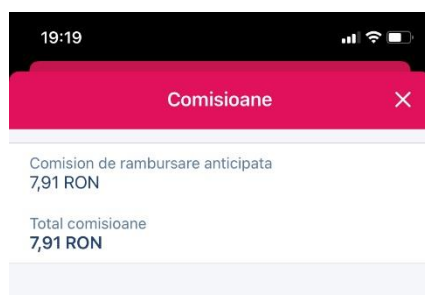 19:19
Comisioane
Comision de rambursare anticipata
7,91 RON
Total comisioane
7,91 RON